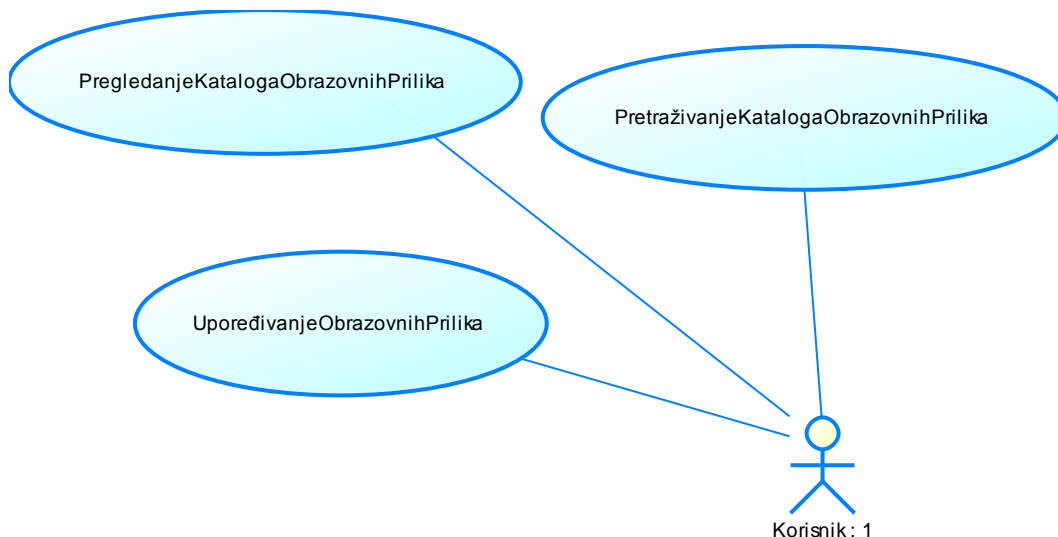 PregledanjeKatalogaObrazovnihPrilika
PretraživanjeKatalogaObrazovnihPrilika
UpoređivanjeObrazovnihPrilika
Korisnik : 1